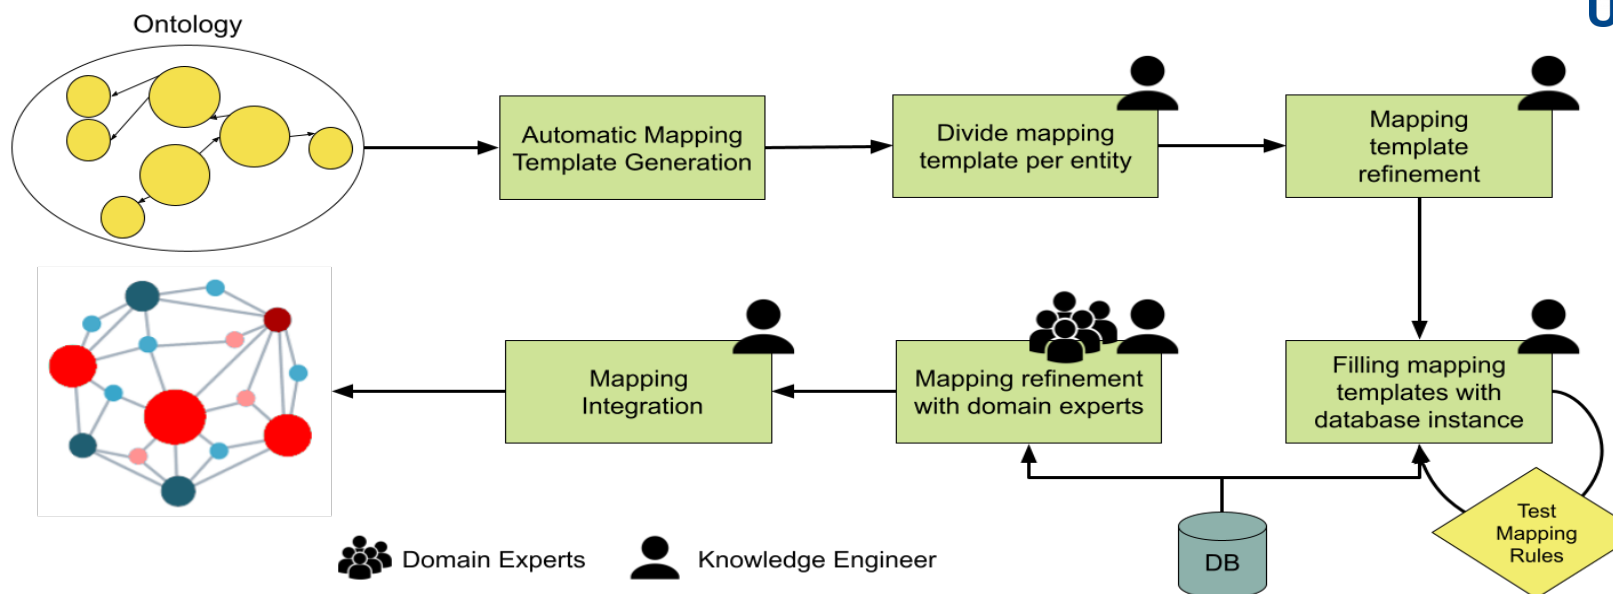 U
Ontology
Automatic Mapping
Template Generation
Divide mapping
template per entity
Mapping
template
refinement
Filling mapping
templates with
database instance
Mapping refinement
with domain experts
Mapping
Integration
Test
Mapping
Rules
DB
Domain Experts
Knowledge Engineer